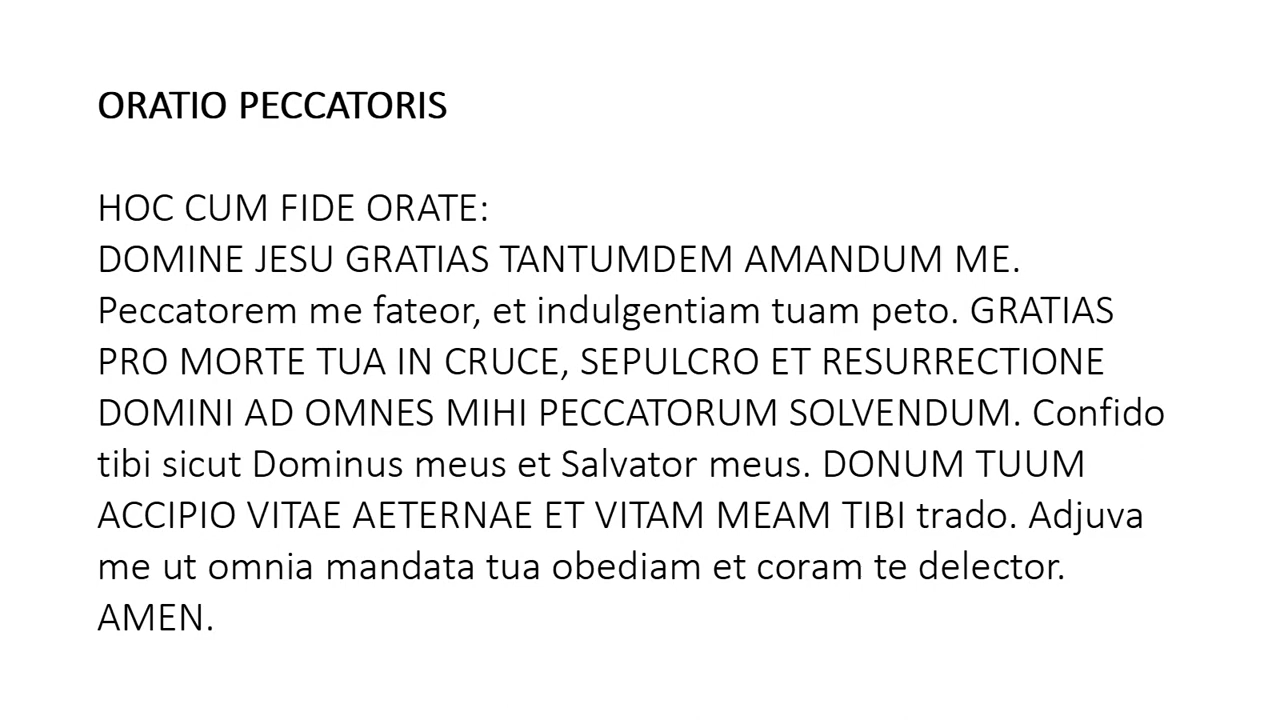 ORATIO PECCATORIS
HOC CUM FIDE ORATE:
DOMINE JESU GRATIAS TANTUMDEM AMANDUM ME.
Peccatorem me fateor, et indulgentiam tuam peto. GRATIAS
PRO MORTE TUA IN CRUCE, SEPULCRO ET RESURRECTIONE
DOMINI AD OMNES MIHI PECCATORUM SOLVENDUM. Confido
tibi sicut Dominus meus et Salvator meus. DONUM TUUM
ACCIPIO VITAE AETERNAE ET VITAM MEAM TIBI trado. Adjuva
me ut omnia mandata tua obediam et coram te delector.
AMEN.